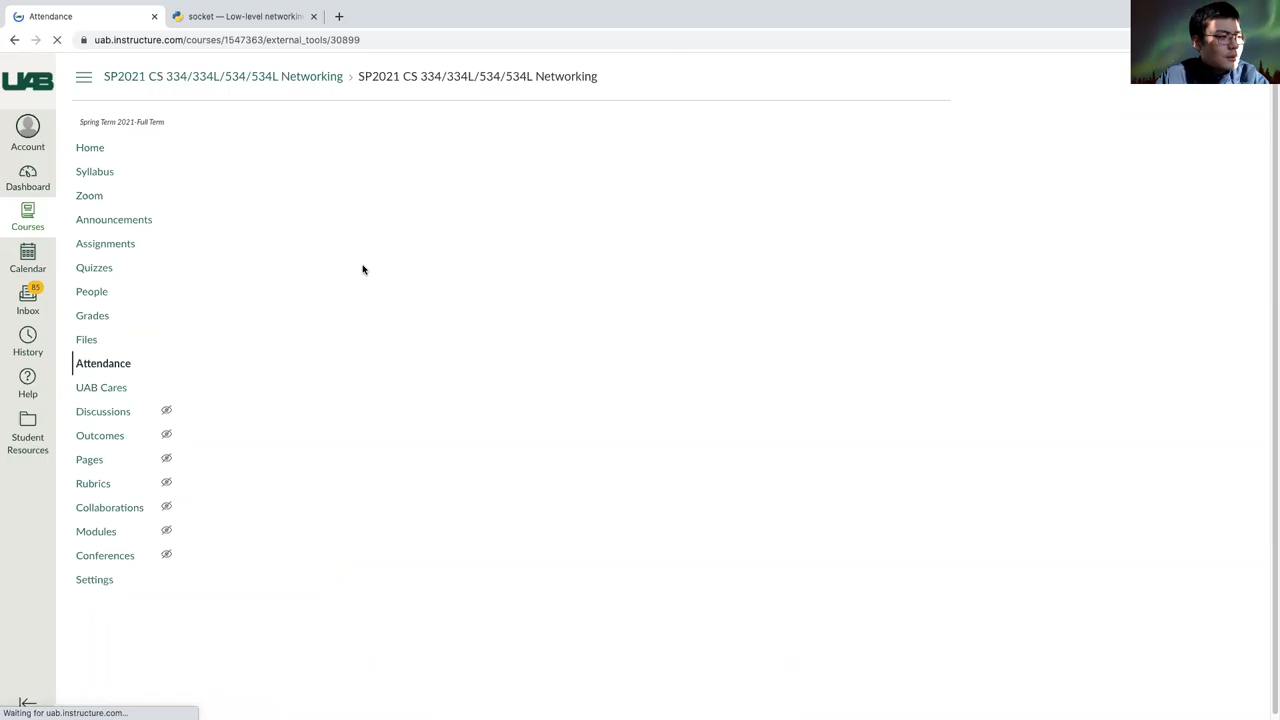 Attendance
socket — Low-level networkin
uab.instructure.com/courses/1547363/external_tools/30899
UAB
SP2021 CS 334/334L/534/534L Networking › SP2021 CS 334/334L/534/534L Networking
Spring Term 2021-Full Term
Account
Dashboard
Courses
Calendar
85
Inbox
History
Help
Student
Resources
Home
Syllabus
Zoom
Announcements
Assignments
Quizzes
People
Grades
Files
Attendance
UAB Cares
Discussions
Outcomes
Pages
Rubrics
Collaborations
Modules
Conferences
Settings
Waiting for uab.instructure.com...